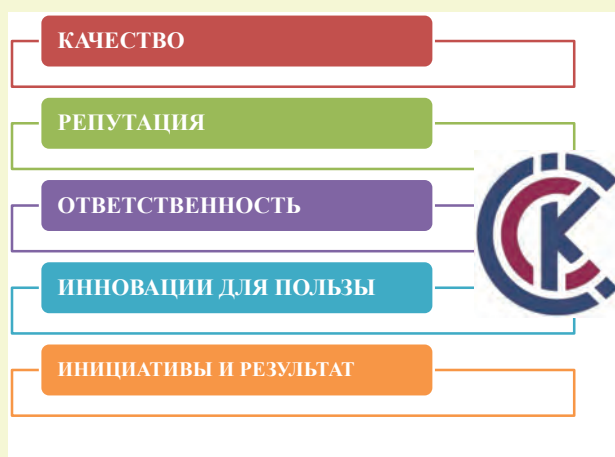 КАЧЕСТВО
РЕПУТАЦИЯ
ОТВЕТСТВЕННОСТЬ
ИННОВАЦИИ ДЛЯ ПОЛЬЗЫ
ИНИЦИАТИВЫ И РЕЗУЛЬТАТ